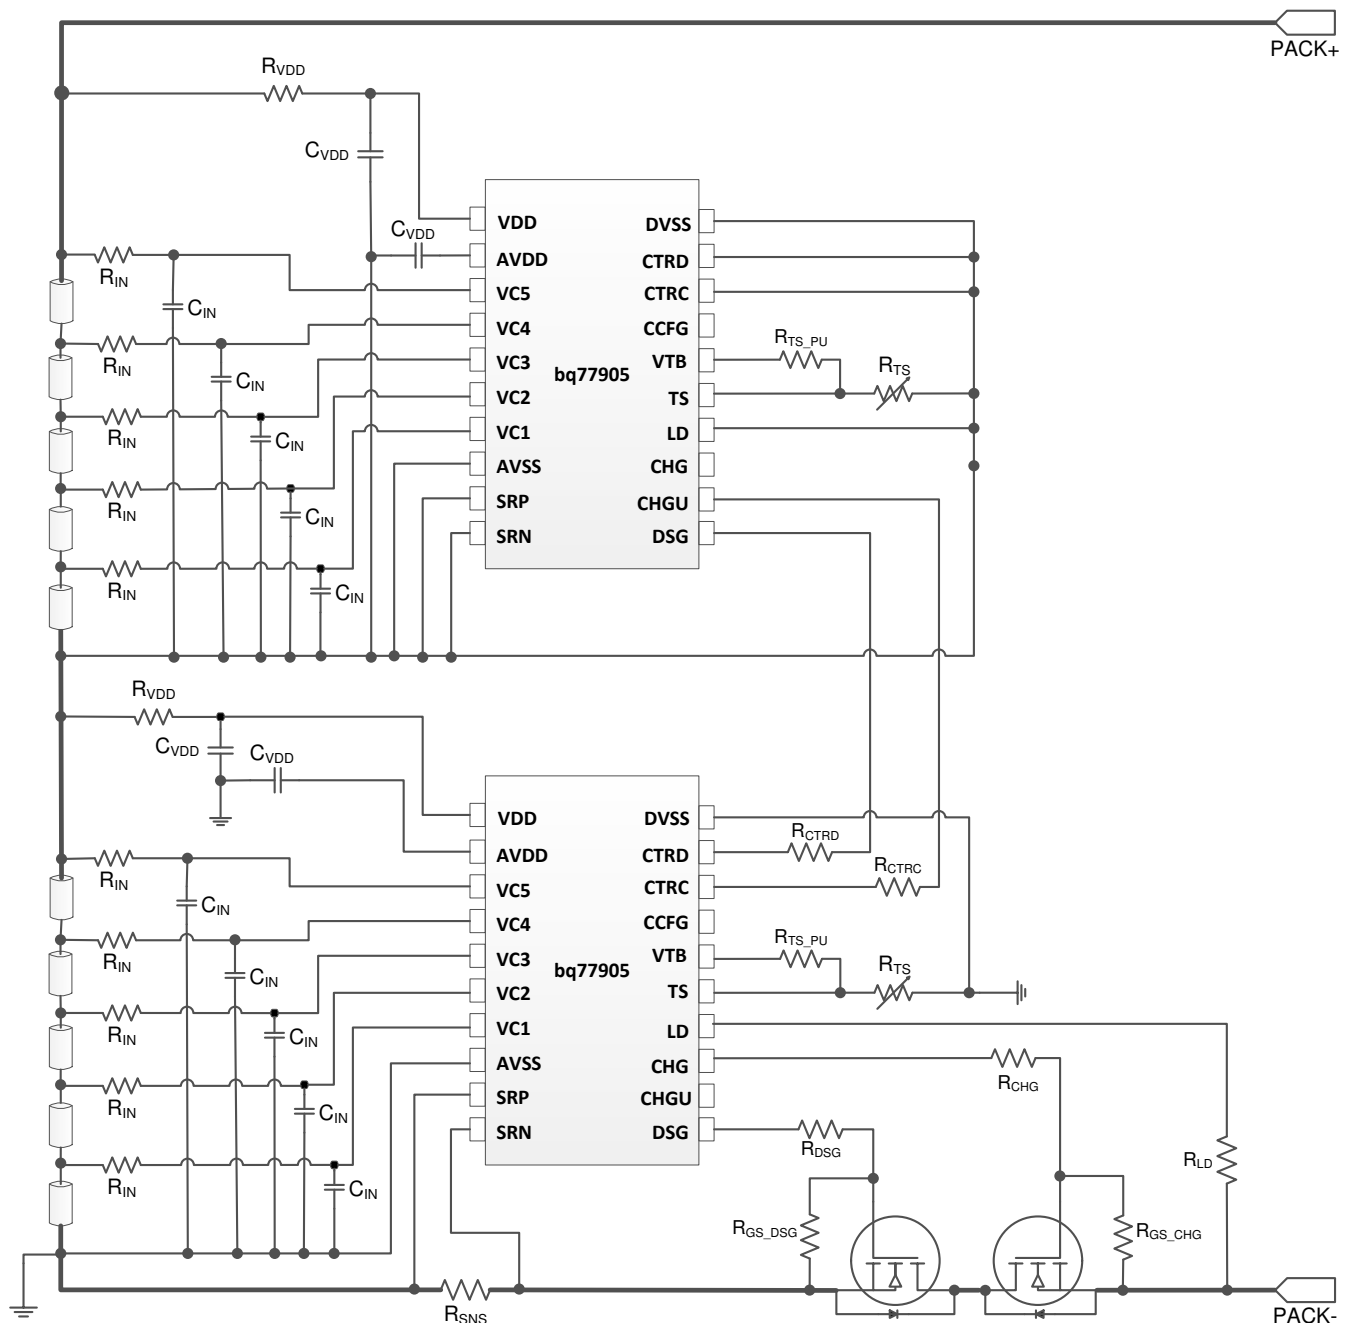 PACK+
RVDD
CVDD
CVDD
VDD
AVDD
VC5
VC4
VC3
VC2
VC1
AVSS
SRP
SRN
bq77905
DVSS
CTRD
CTRC
CCFG
VTB
TS
LD
CHG
CHGU
DSG
RTS_PU
RTS
RIN
CIN
RIN
CIN
RIN
CIN
RIN
CIN
RIN
CIN
RVDD
CVDD
CVDD
VDD
AVDD
VC5
VC4
VC3
VC2
VC1
AVSS
SRP
SRN
bq77905
DVSS
CTRD
CTRC
CCFG
VTB
TS
LD
CHG
CHGU
DSG
RCTRD
RCTRC
RTS_PU
RTS
RIN
CIN
RIN
CIN
RIN
CIN
RIN
CIN
RIN
CIN
RCHG
RDSG
RLD
RGS_DSG
RGS_CHG
RSNS
PACK-